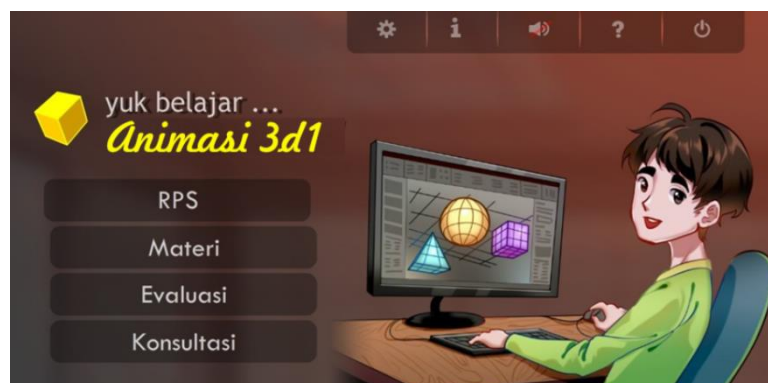 yuk belajar ...
Animasi 3d1
RPS
Materi
Evaluasi
Konsultasi